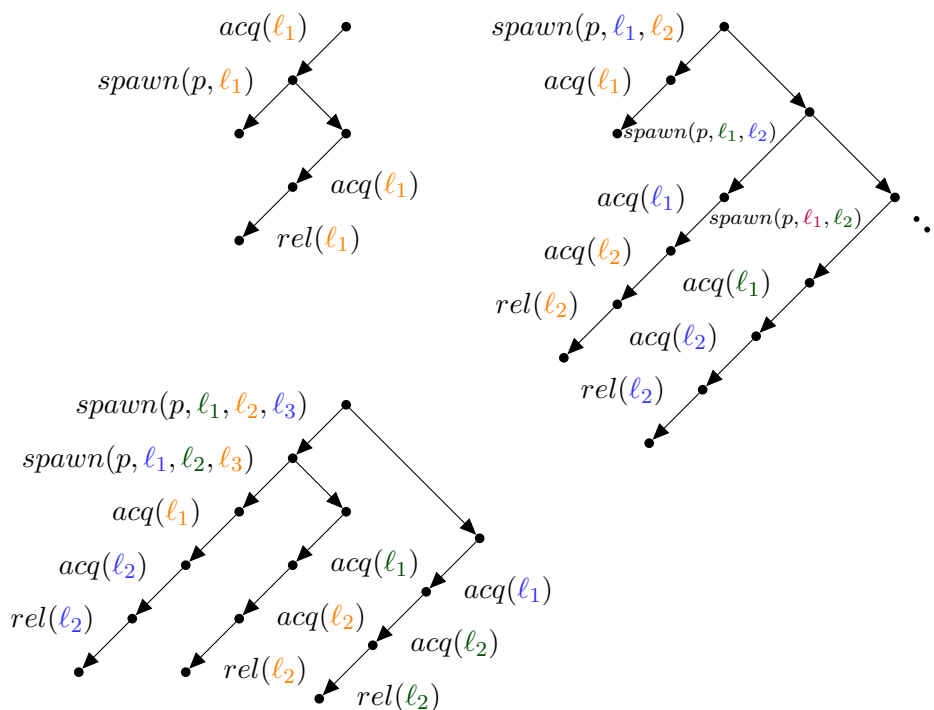 acq(ℓ₁)
spawn(p, ℓ₁)
acq(ℓ₁)
rel(ℓ₁)
spawn(p, ℓ₁, ℓ₂)
acq(ℓ₁)
spawn(p, ℓ₁, ℓ₂)
acq(ℓ₁)
spawn(p, ℓ₁, ℓ₂)
acq(ℓ₂)
acq(ℓ₁)
rel(ℓ₂)
acq(ℓ₂)
rel(ℓ₂)
spawn(p, ℓ₁, ℓ₂, ℓ₃)
spawn(p, ℓ₁, ℓ₂, ℓ₃)
acq(ℓ₁)
acq(ℓ₂)
rel(ℓ₂)
acq(ℓ₁)
acq(ℓ₂)
rel(ℓ₂)
acq(ℓ₁)
acq(ℓ₂)
rel(ℓ₂)